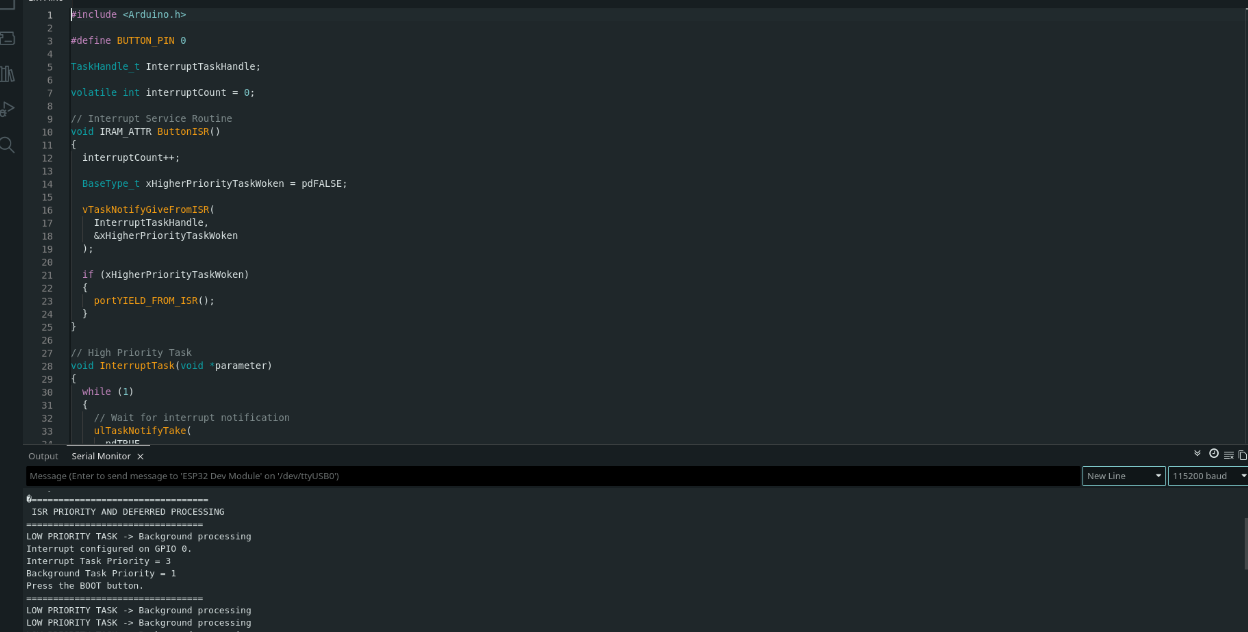 1 #include <Arduino.h>
2
3 #define BUTTON_PIN 0
4
5 TaskHandle_t InterruptTaskHandle;
6
7 volatile int interruptCount = 0;
8
9 // Interrupt Service Routine
10 void IRAM_ATTR ButtonISR()
11 {
12 interruptCount++;
13
14 BaseType_t xHigherPriorityTaskWoken = pdFALSE;
15
16 vTaskNotifyGiveFromISR(
17 InterruptTaskHandle,
18 &xHigherPriorityTaskWoken
19 );
20
21 if (xHigherPriorityTaskWoken)
22 {
23 portYIELD_FROM_ISR();
24 }
25 }
26
27 // High Priority Task
28 void InterruptTask(void *parameter)
29 {
30 while (1)
31 {
32 // Wait for interrupt notification
33 ulTaskNotifyTake(
34 pdTRUE
Output Serial Monitor ×
Message (Enter to send message to 'ESP32 Dev Module' on '/dev/ttyUSB0')
New Line
115200 baud
�==================================
ISR PRIORITY AND DEFERRED PROCESSING
==================================
LOW PRIORITY TASK -> Background processing
Interrupt configured on GPIO 0.
Interrupt Task Priority = 3
Background Task Priority = 1
Press the BOOT button.
==================================
LOW PRIORITY TASK -> Background processing
LOW PRIORITY TASK -> Background processing